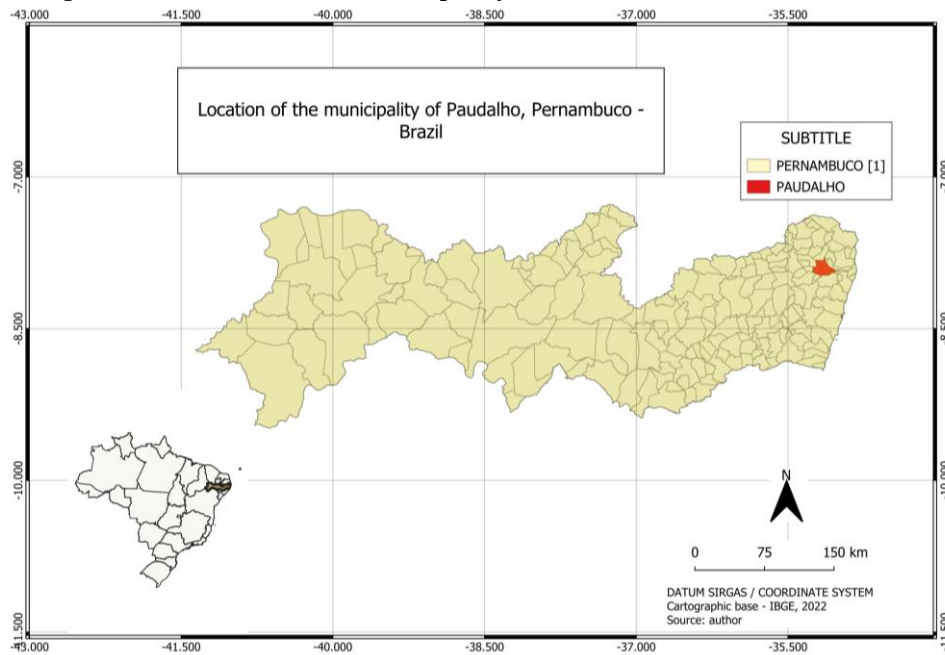 -43.000 -41.500 -40.000 -38.500 -37.000 -35.500
Location of the municipality of Paudalho, Pernambuco -
Brazil
SUBTITLE
PERNAMBUCO [1]
PAUDALHO
-7.000 -7.000
-8.500 -8.500
-10.000 -10.000
N
0 75 150 km
DATUM SIRGAS / COORDINATE SYSTEM
Cartographic base - IBGE, 2022
Source: author
-11.500 -11.500
-43.000 -41.500 -40.000 -38.500 -37.000 -35.500